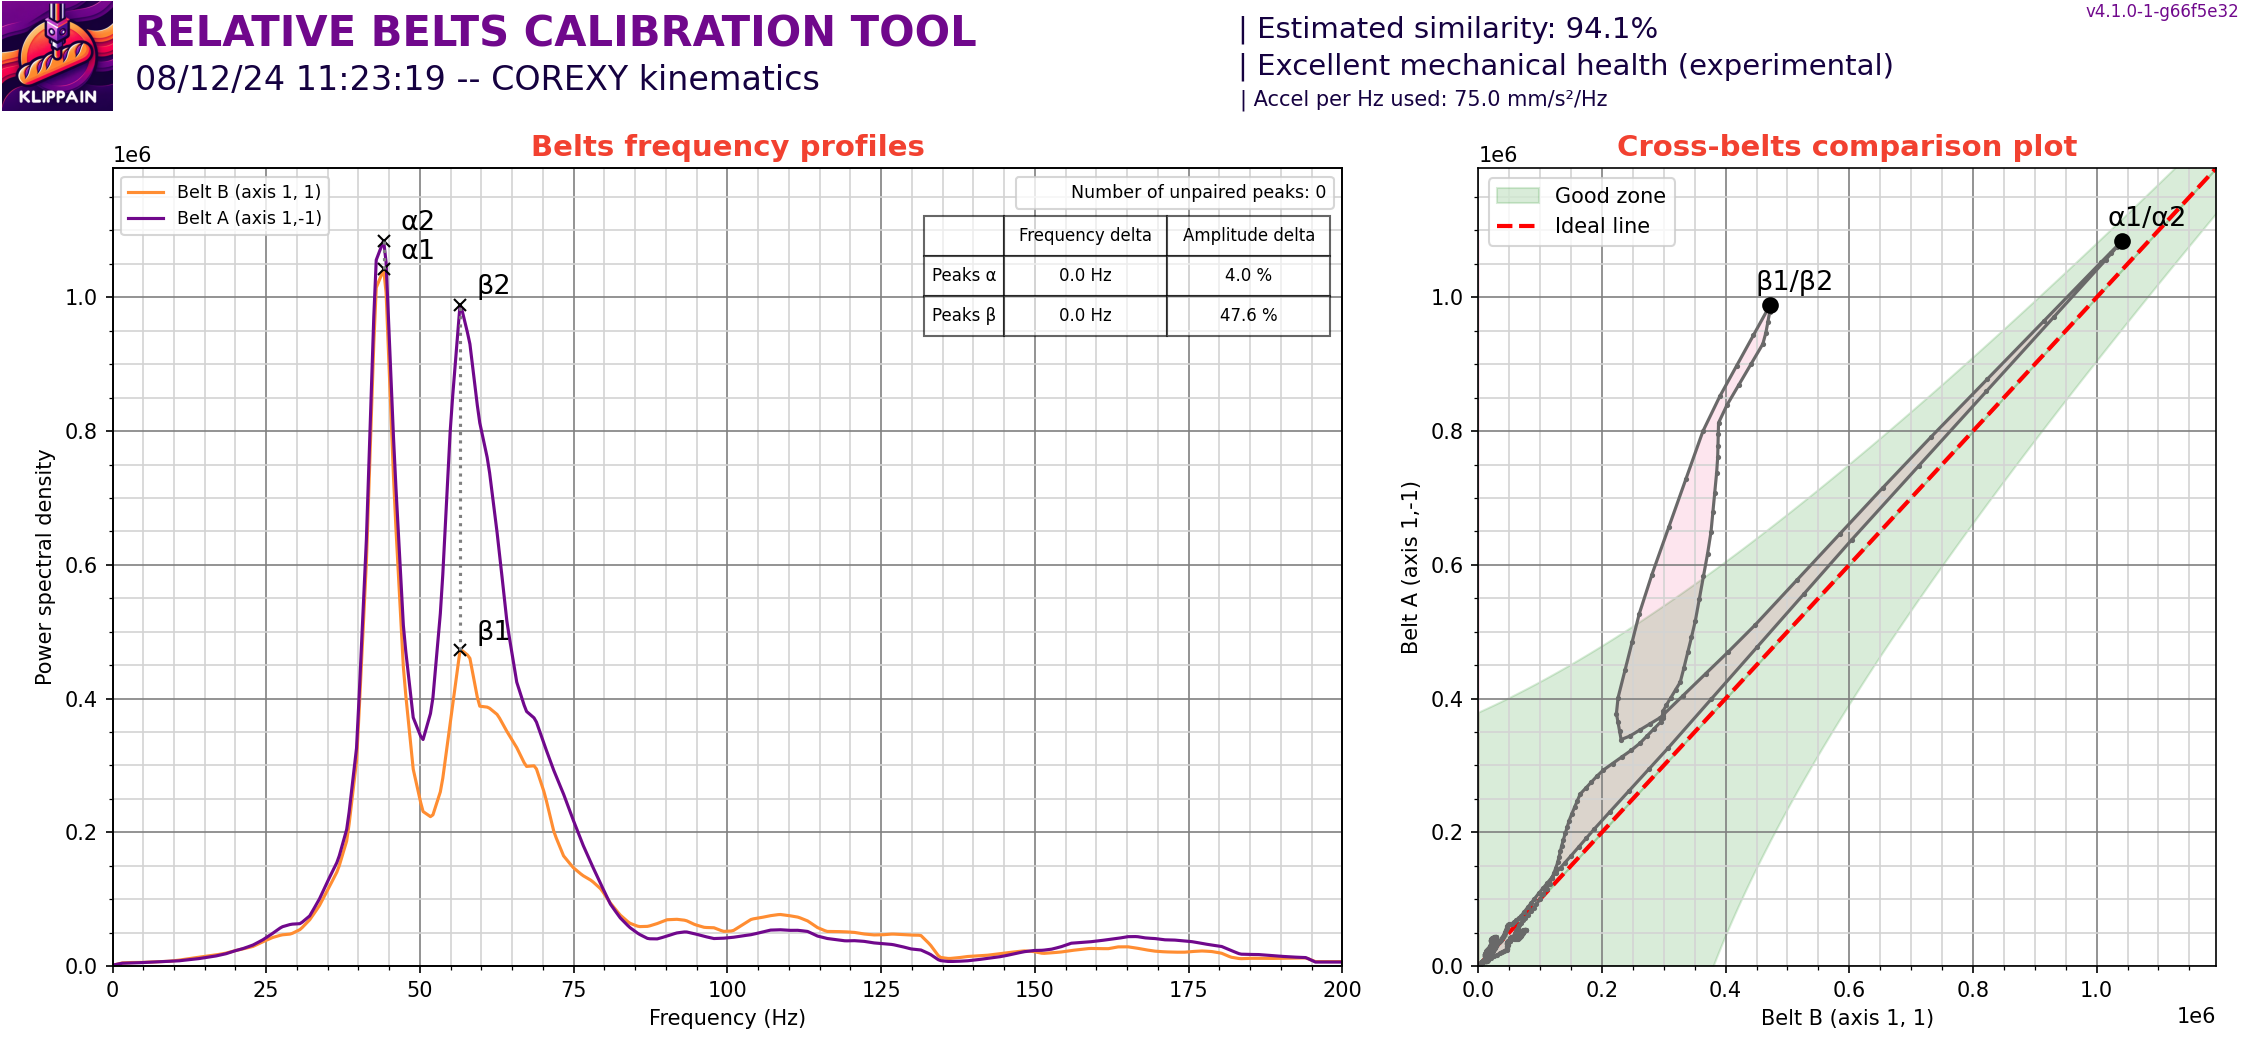 KLIPPAIN
RELATIVE BELTS CALIBRATION TOOL
08/12/24 11:23:19 -- COREXY kinematics
| Estimated similarity: 94.1%
| Excellent mechanical health (experimental)
| Accel per Hz used: 75.0 mm/s²/Hz
v4.1.0-1-g66f5e32
Belts frequency profiles
1e6
Belt B (axis 1, 1)
Belt A (axis 1,-1)
Number of unpaired peaks: 0
Frequency delta Amplitude delta
Peaks α 0.0 Hz 4.0 %
Peaks β 0.0 Hz 47.6 %
α2
α1
β2
β1
1.0
0.8
0.6
0.4
0.2
0.0
Power spectral density
0 25 50 75 100 125 150 175 200
Frequency (Hz)
Cross-belts comparison plot
1e6
Good zone
Ideal line
α1/α2
β1/β2
1.0
0.8
0.6
0.4
0.2
0.0
Belt A (axis 1,-1)
0.0 0.2 0.4 0.6 0.8 1.0
Belt B (axis 1, 1)
1e6